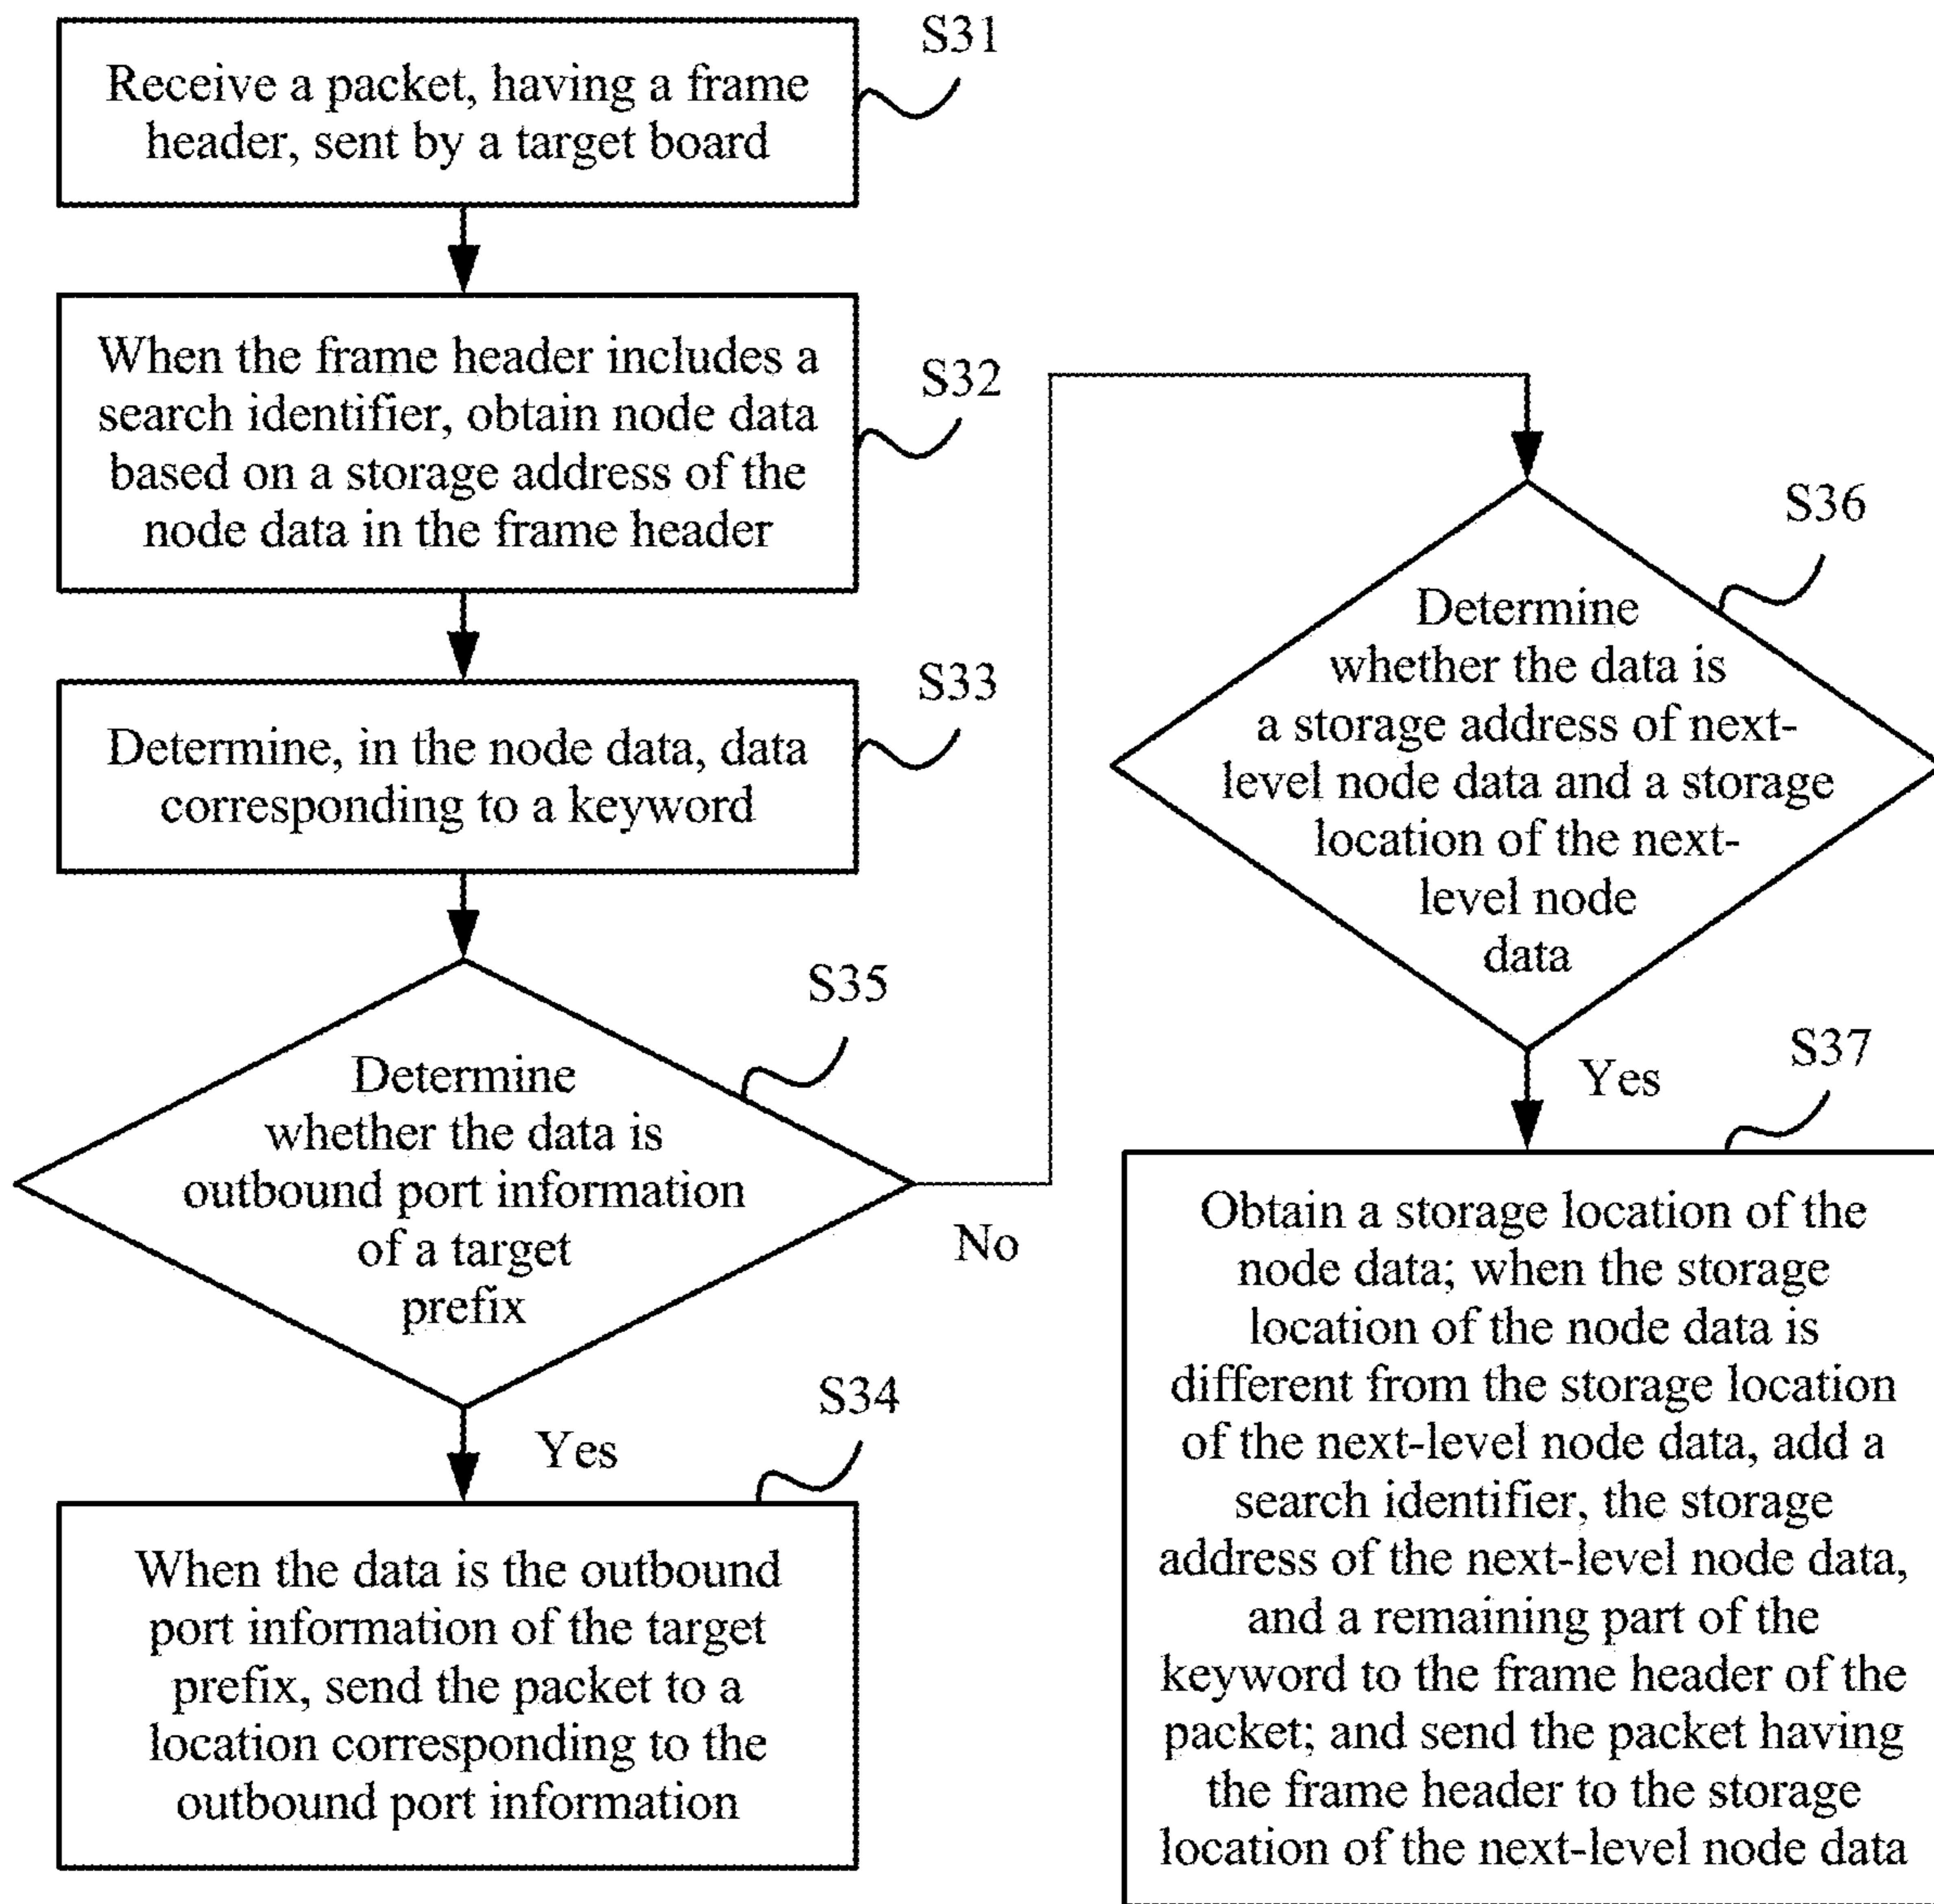 S31
Receive a packet, having a frame
header, sent by a target board
S32
When the frame header includes a
search identifier, obtain node data
based on a storage address of the
node data in the frame header
S33
Determine, in the node data, data
corresponding to a keyword
S35
Determine
whether the data is
outbound port information
of a target
prefix
No
Yes
S34
When the data is the outbound
port information of the target
prefix, send the packet to a
location corresponding to the
outbound port information
S36
Determine
whether the data is
a storage address of next-
level node data and a storage
location of the next-
level node
data
Yes
S37
Obtain a storage location of the
node data; when the storage
location of the node data is
different from the storage location
of the next-level node data, add a
search identifier, the storage
address of the next-level node data,
and a remaining part of the
keyword to the frame header of the
packet; and send the packet having
the frame header to the storage
location of the next-level node data